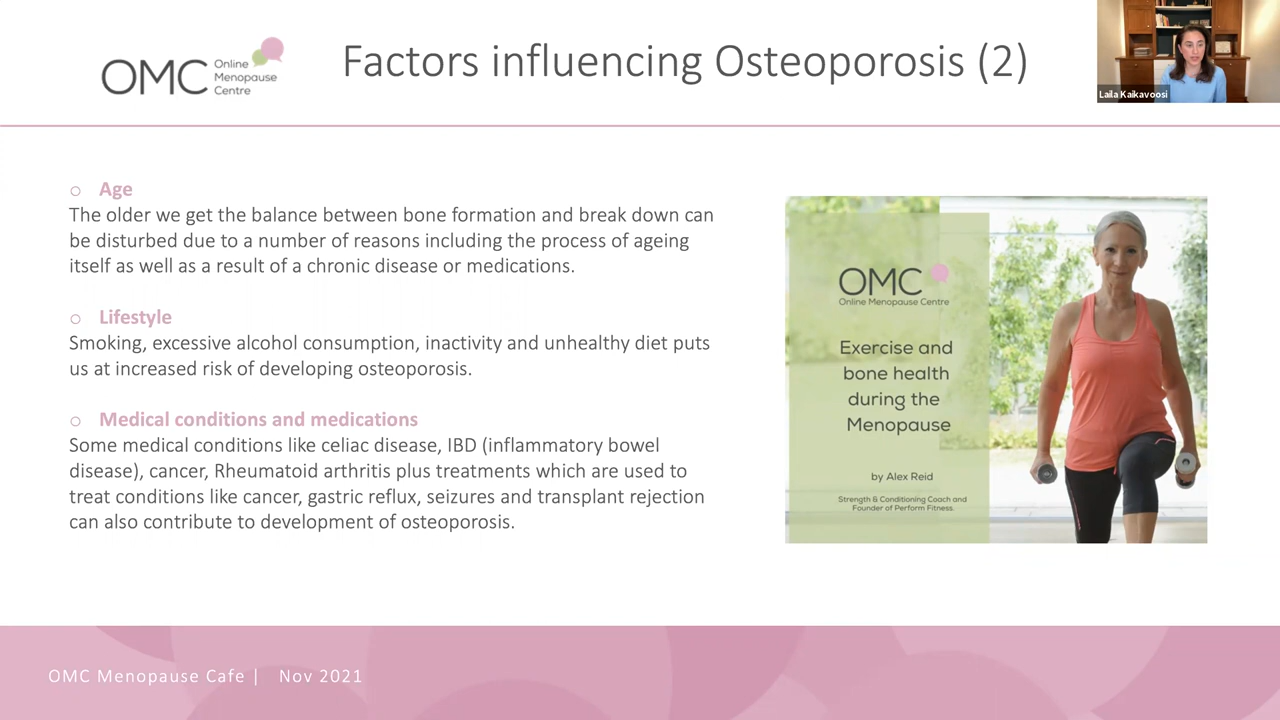 OMC
Online
Menopause
Centre
Factors influencing Osteoporosis (2)
Laila Kaikavoosi
o Age
The older we get the balance between bone formation and break down can
be disturbed due to a number of reasons including the process of ageing
itself as well as a result of a chronic disease or medications.
o Lifestyle
Smoking, excessive alcohol consumption, inactivity and unhealthy diet puts
us at increased risk of developing osteoporosis.
o Medical conditions and medications
Some medical conditions like celiac disease, IBD (inflammatory bowel
disease), cancer, Rheumatoid arthritis plus treatments which are used to
treat conditions like cancer, gastric reflux, seizures and transplant rejection
can also contribute to development of osteoporosis.
OMC
Online Menopause Centre
Exercise and
bone health
during the
Menopause
by Alex Reid
Strength & Conditioning Coach and
Founder of Perform Fitness.
OMC Menopause Cafe | Nov 2021